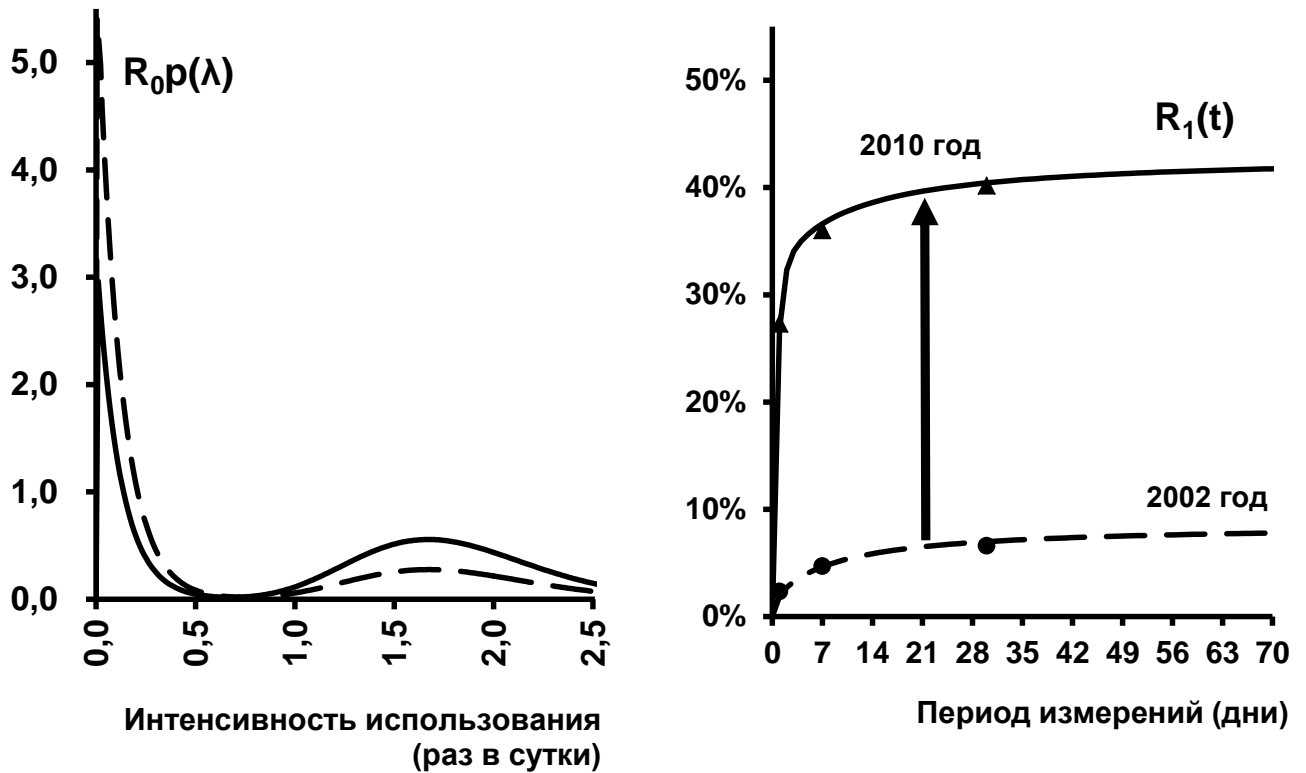 5,0
4,0
3,0
2,0
1,0
0,0
R₀p(λ)
0,0
0,5
1,0
1,5
2,0
2,5
Интенсивность использования
(раз в сутки)
50%
40%
30%
20%
10%
0%
R₁(t)
2010 год
2002 год
0 7 14 21 28 35 42 49 56 63 70
Период измерений (дни)